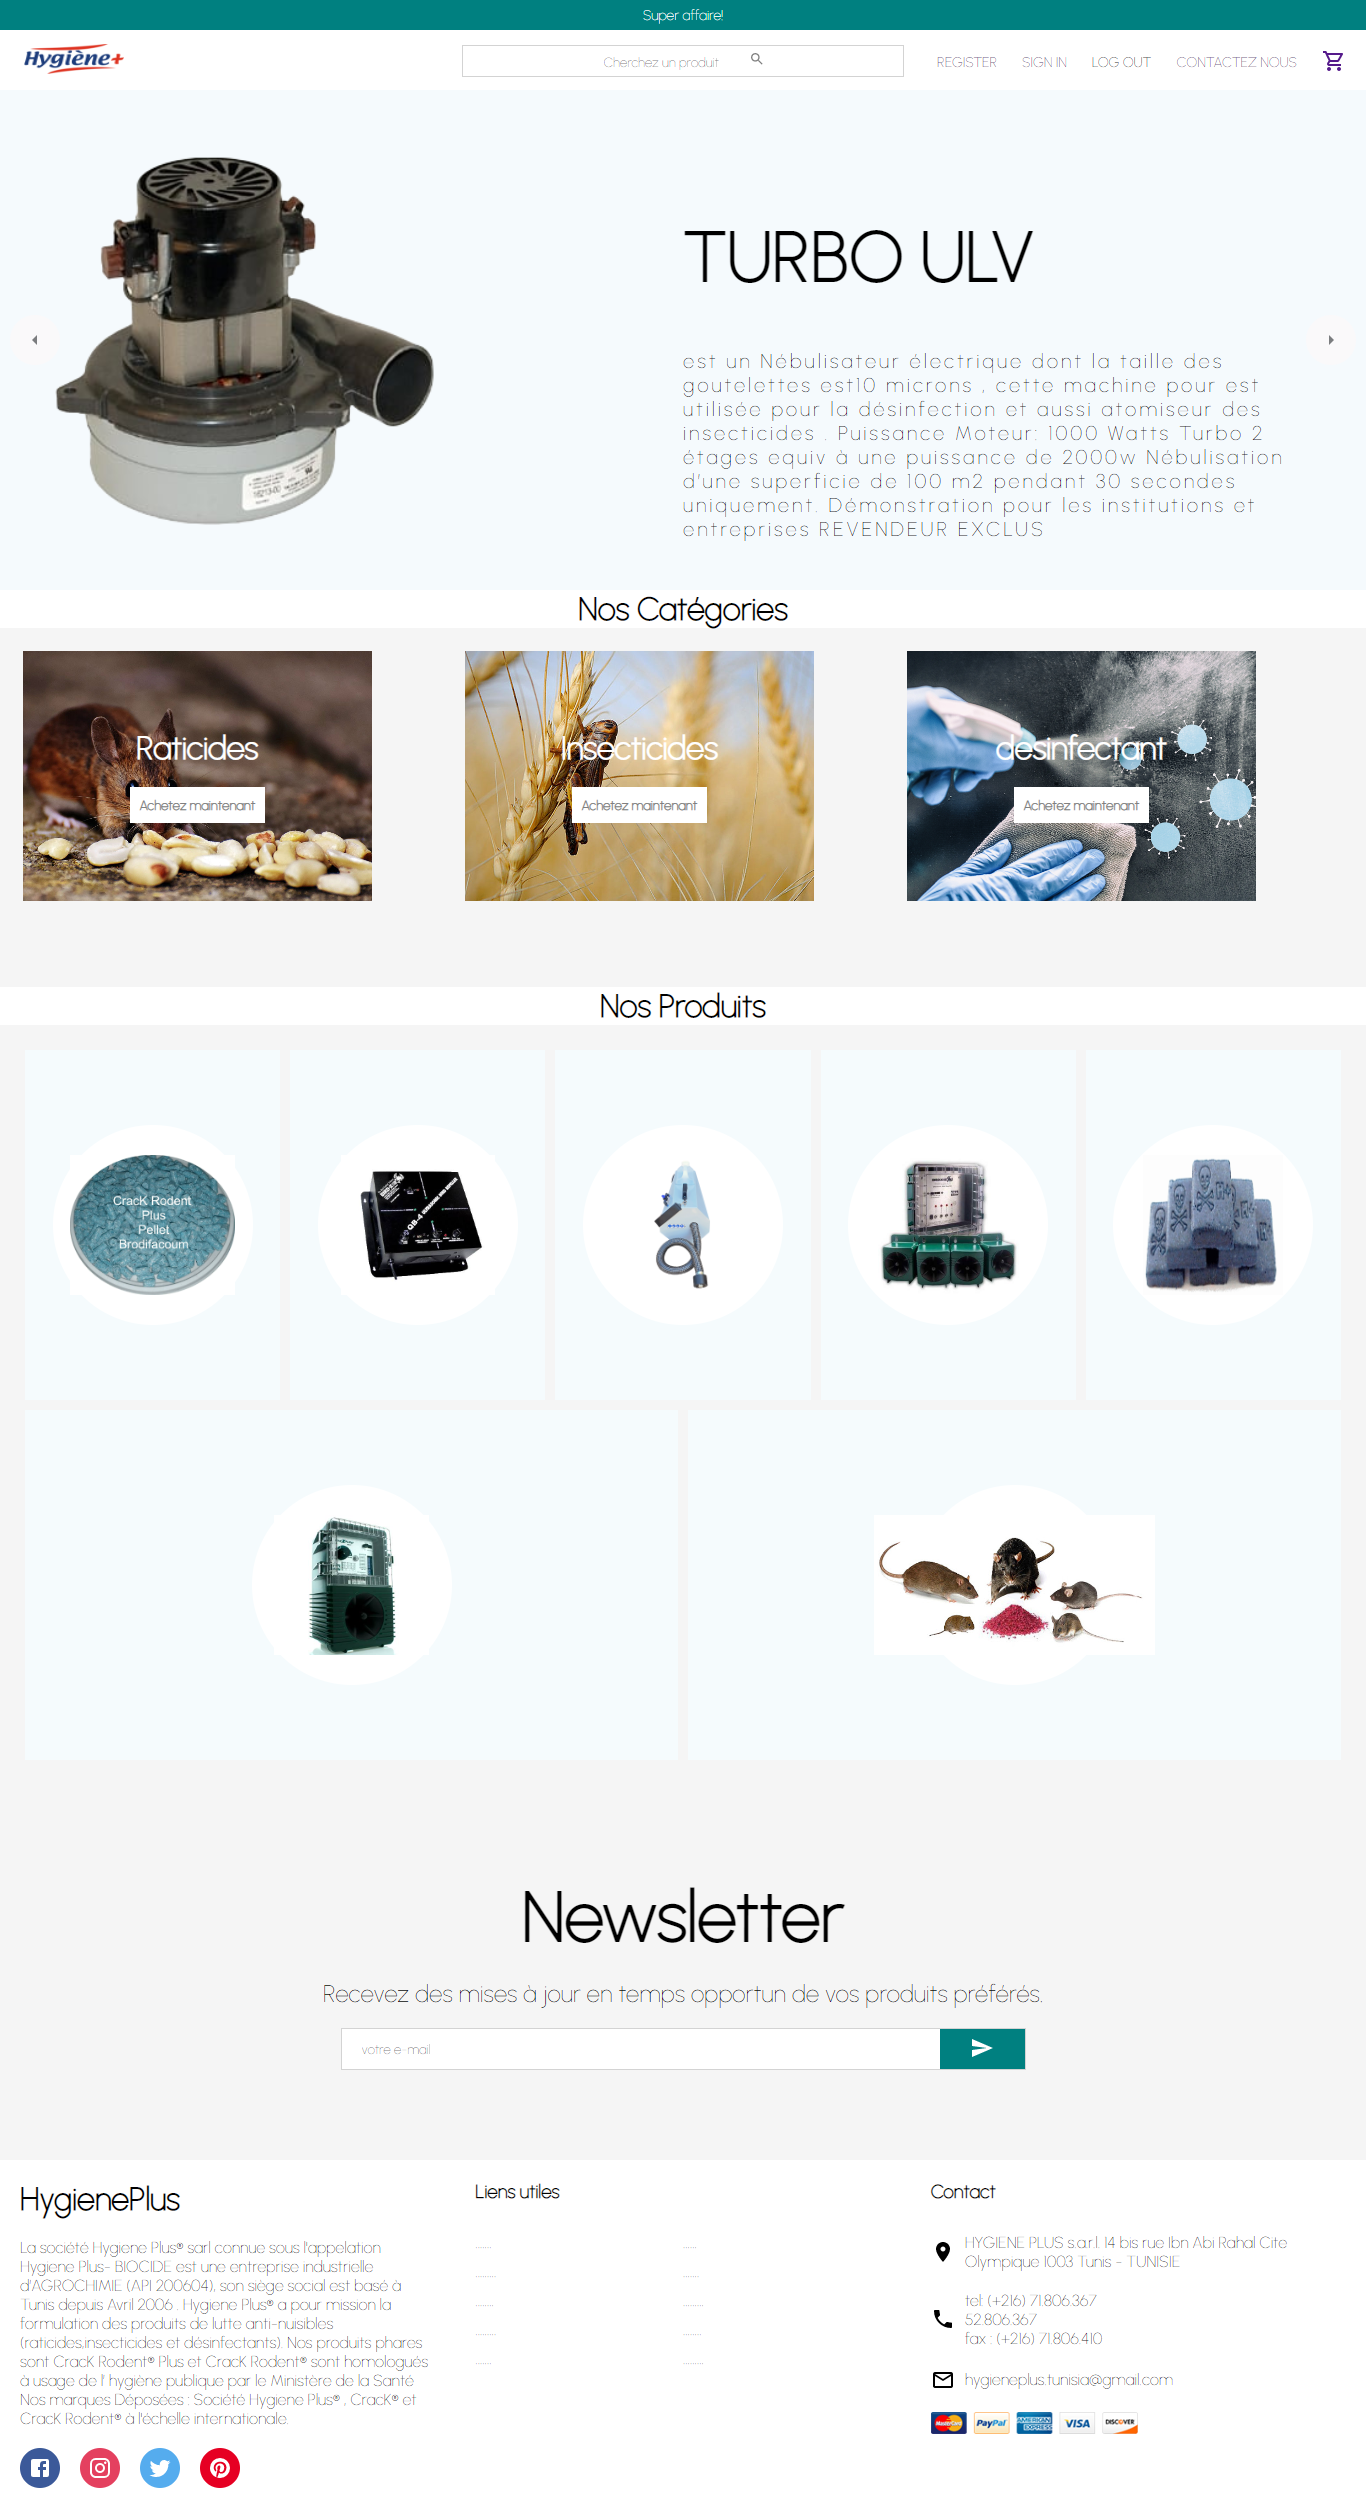 Super affaire!
Hygiène+
Cherchez un produit
REGISTER
SIGN IN
LOG OUT
CONTACTEZ NOUS
TURBO ULV
est un Nébulisateur électrique dont la taille des
goutelettes est10 microns , cette machine pour est
utilisée pour la désinfection et aussi atomiseur des
insecticides . Puissance Moteur: 1000 Watts Turbo 2
étages equiv à une puissance de 2000w Nébulisation
d'une superficie de 100 m2 pendant 30 secondes
uniquement. Démonstration pour les institutions et
entreprises REVENDEUR EXCLUS
Nos Catégories
Raticides
Achetez maintenant
Insecticides
Achetez maintenant
desinfectant
Achetez maintenant
Nos Produits
CracK Rodent
Plus
Pellet
Brodifacoum
Newsletter
Recevez des mises à jour en temps opportun de vos produits préférés.
votre e-mail
HygienePlus
La société Hygiene Plus® sarl connue sous l'appelation
Hygiene Plus- BIOCIDE est une entreprise industrielle
d'AGROCHIMIE (API 200604), son siège social est basé à
Tunis depuis Avril 2006 . Hygiene Plus® a pour mission la
formulation des produits de lutte anti-nuisibles
(raticides,insecticides et désinfectants). Nos produits phares
sont CracK Rodent® Plus et CracK Rodent® sont homologués
à usage de l' hygiène publique par le Ministère de la Santé
Nos marques Déposées : Société Hygiene Plus® , CracK® et
CracK Rodent® à l'échelle internationale.
Liens utiles
Contact
HYGIENE PLUS s.a.r.l. 14 bis rue Ibn Abi Rahal Cite
Olympique 1003 Tunis - TUNISIE
tel: (+216) 71.806.367
52.806.367
fax : (+216) 71.806.410
hygieneplus.tunisia@gmail.com
MasterCard
PayPal
AMERICAN EXPRESS
VISA
DISCOVER